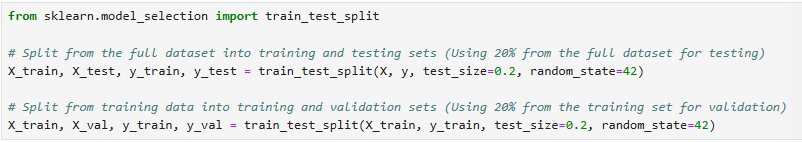 from sklearn.model_selection import train_test_split
# Split from the full dataset into training and testing sets (Using 20% from the full dataset for testing)
X_train, X_test, y_train, y_test = train_test_split(X, y, test_size=0.2, random_state=42)
# Split from training data into training and validation sets (Using 20% from the training set for validation)
X_train, X_val, y_train, y_val = train_test_split(X_train, y_train, test_size=0.2, random_state=42)